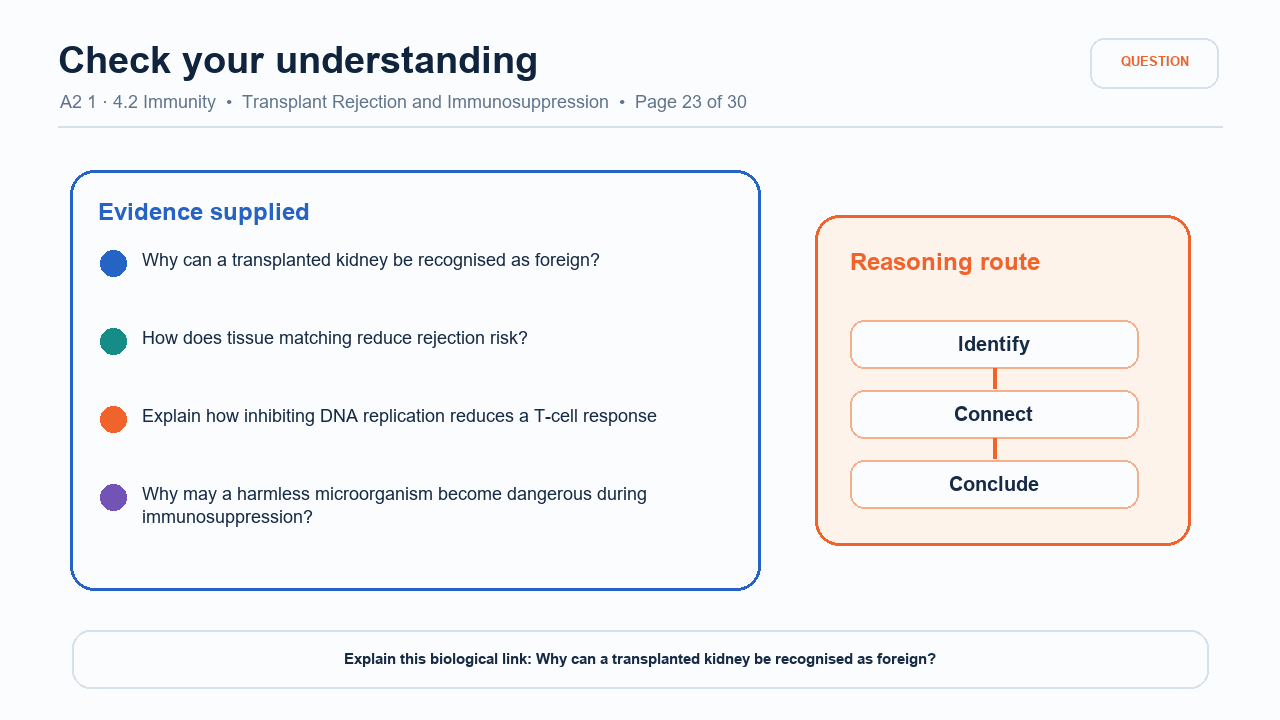 Check your understanding
QUESTION
A2 1 · 4.2 Immunity • Transplant Rejection and Immunosuppression • Page 23 of 30
Evidence supplied
Why can a transplanted kidney be recognised as foreign?
How does tissue matching reduce rejection risk?
Explain how inhibiting DNA replication reduces a T-cell response
Why may a harmless microorganism become dangerous during
immunosuppression?
Reasoning route
Identify
Connect
Conclude
Explain this biological link: Why can a transplanted kidney be recognised as foreign?